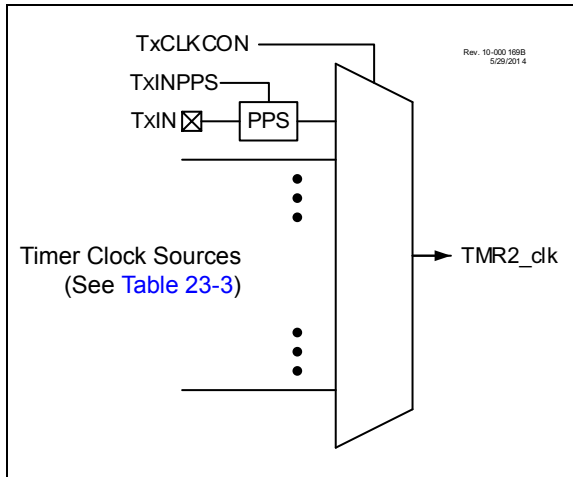 TxCLKCON
Rev. 10-000 169B
5/29/2014
TxINPPS
TxIN
PPS
Timer Clock Sources
(See Table 23-3)
TMR2_clk